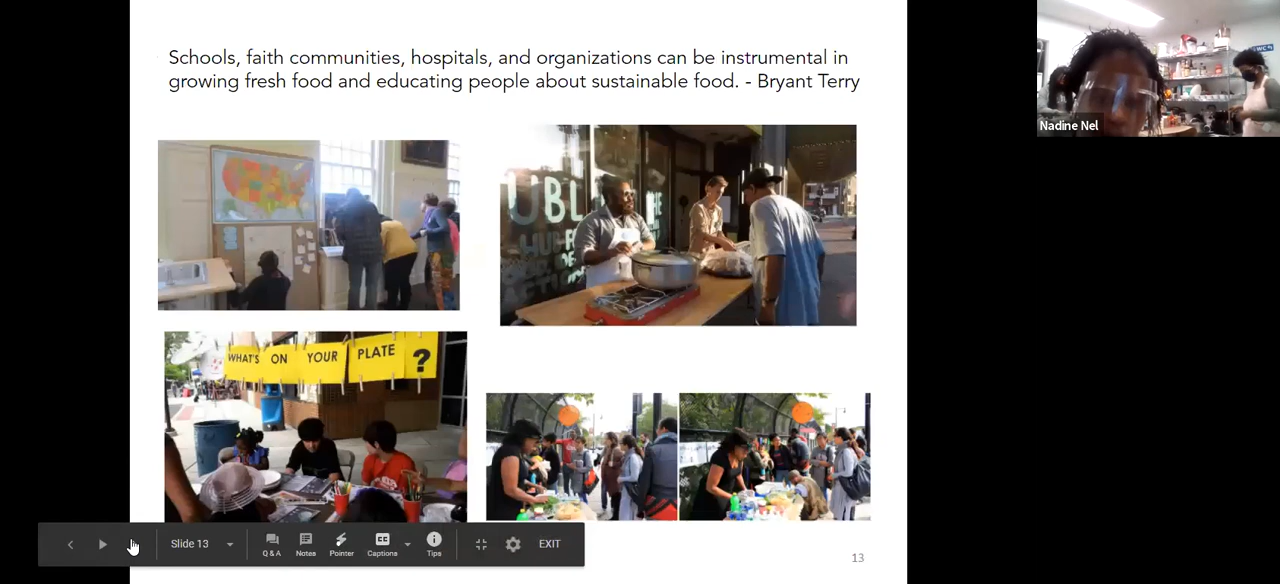 Schools, faith communities, hospitals, and organizations can be instrumental in
growing fresh food and educating people about sustainable food. - Bryant Terry
Nadine Nel
WHAT'S ON YOUR PLATE ?
Slide 13
Q & A
Notes
Pointer
Captions
Tips
EXIT
13